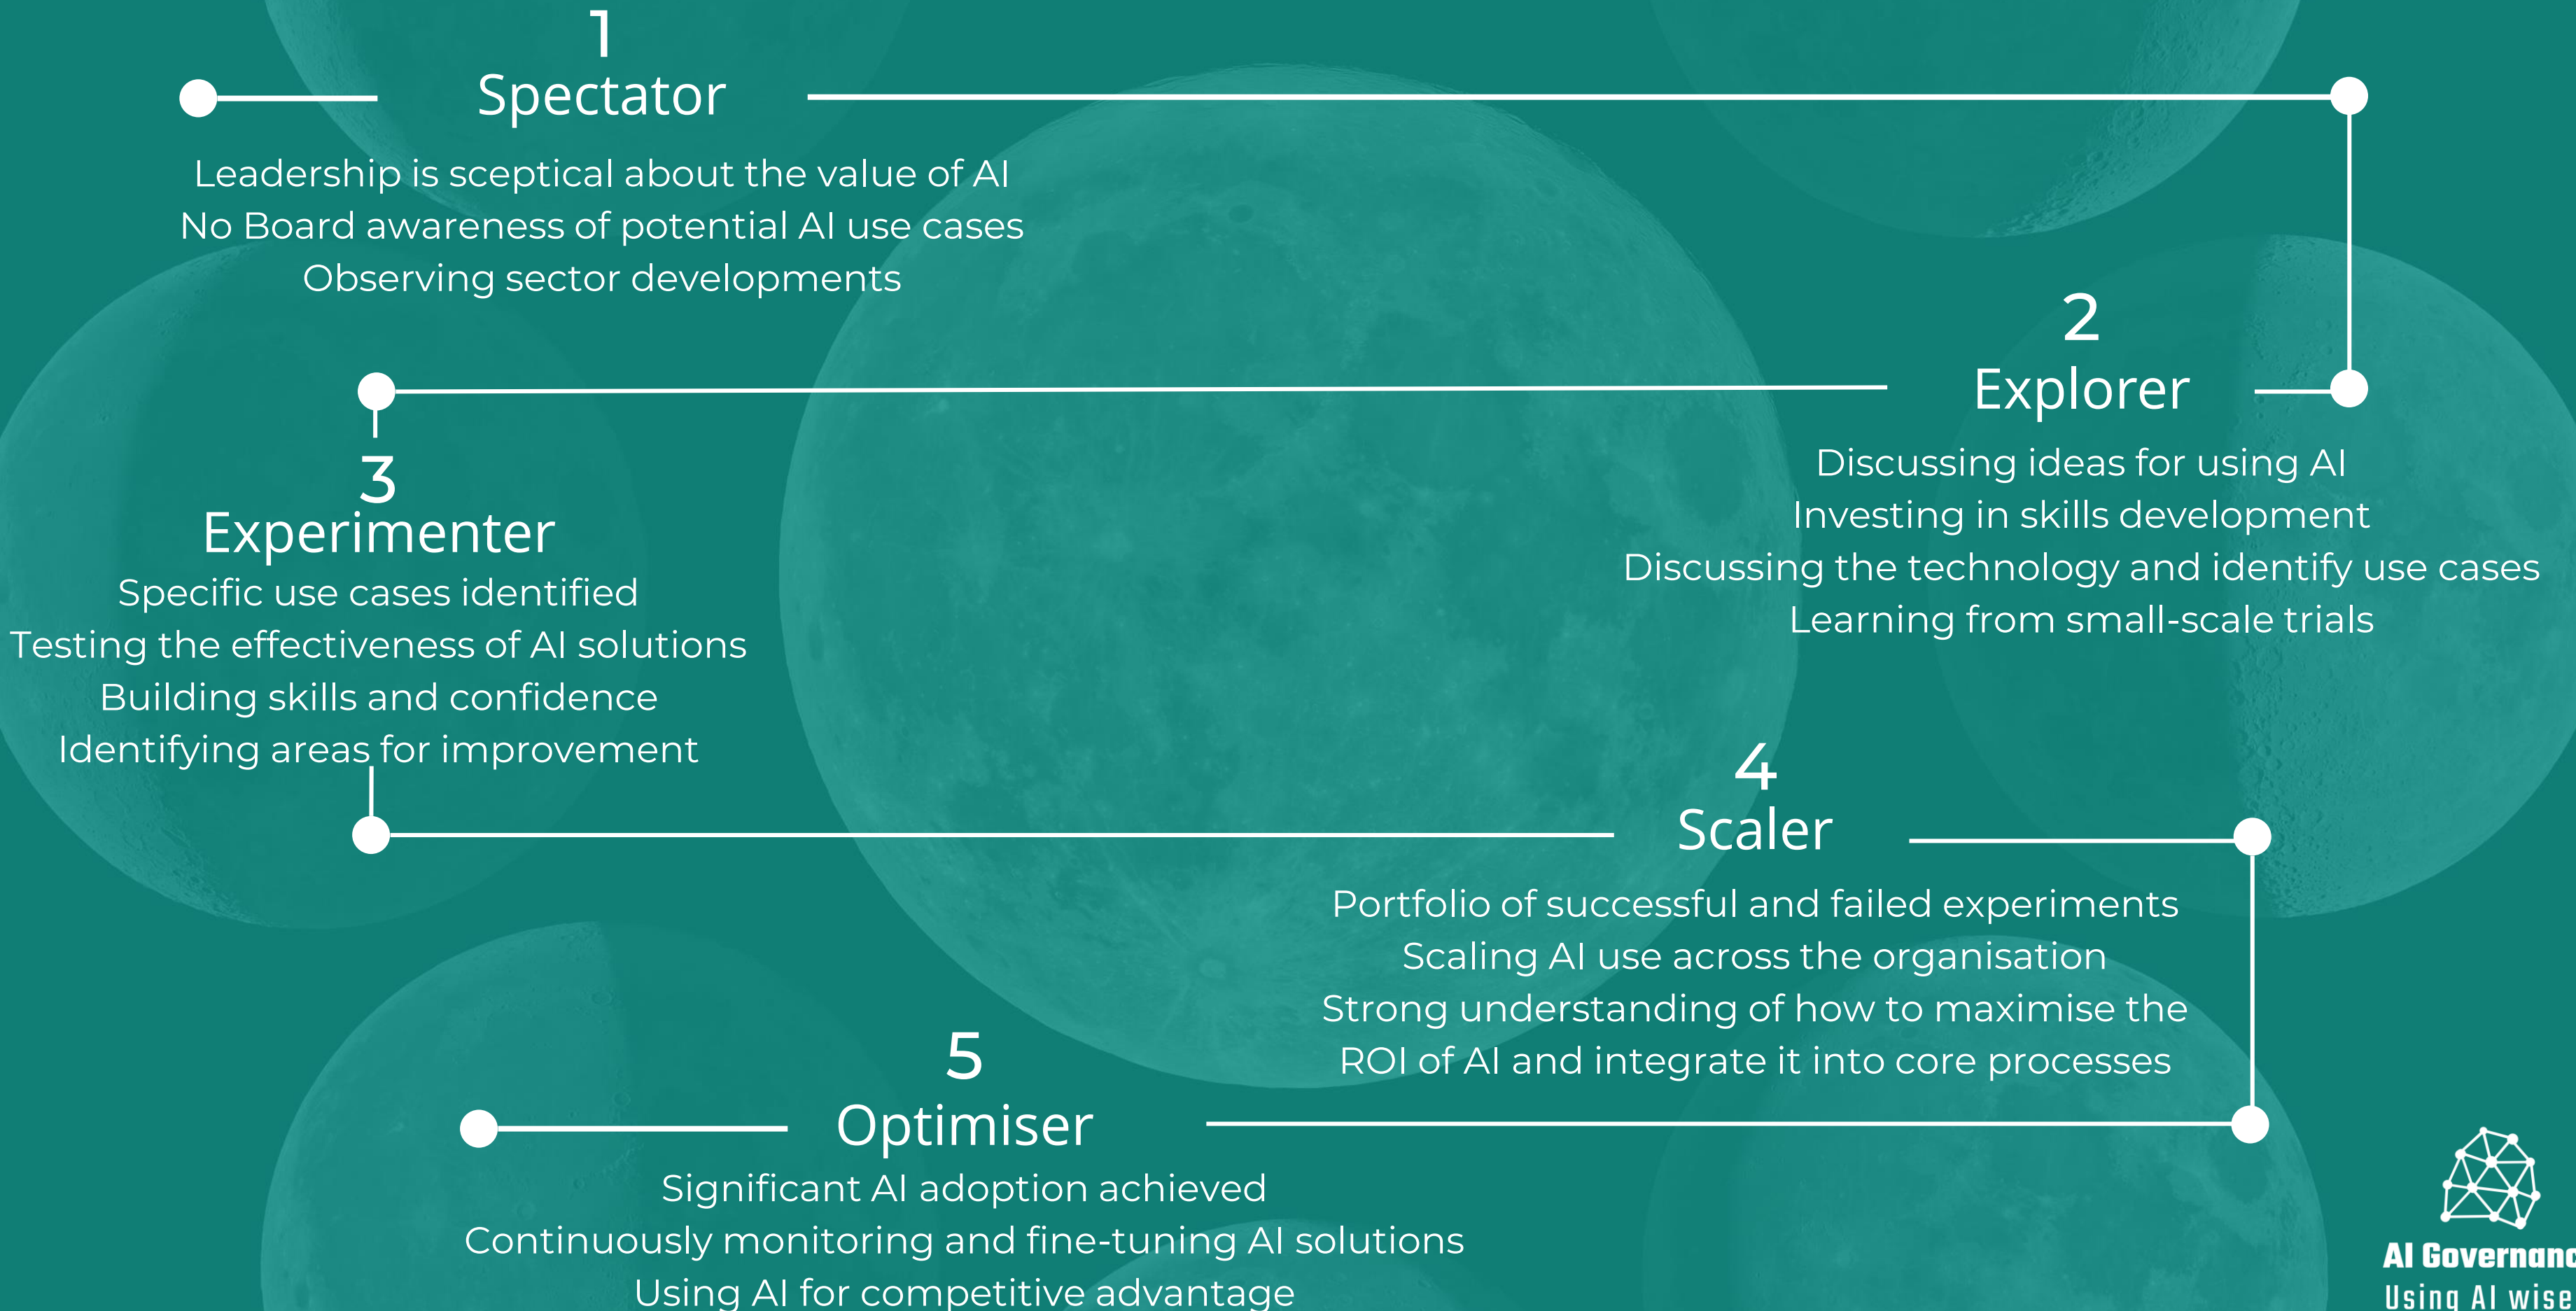 1
Spectator
Leadership is sceptical about the value of AI
No Board awareness of potential AI use cases
Observing sector developments
2
Explorer
Discussing ideas for using AI
Investing in skills development
Discussing the technology and identify use cases
Learning from small-scale trials
3
Experimenter
Specific use cases identified
Testing the effectiveness of AI solutions
Building skills and confidence
Identifying areas for improvement
4
Scaler
Portfolio of successful and failed experiments
Scaling AI use across the organisation
Strong understanding of how to maximise the
ROI of AI and integrate it into core processes
5
Optimiser
Significant AI adoption achieved
Continuously monitoring and fine-tuning AI solutions
Using AI for competitive advantage
AI Governanc
Using AI wise